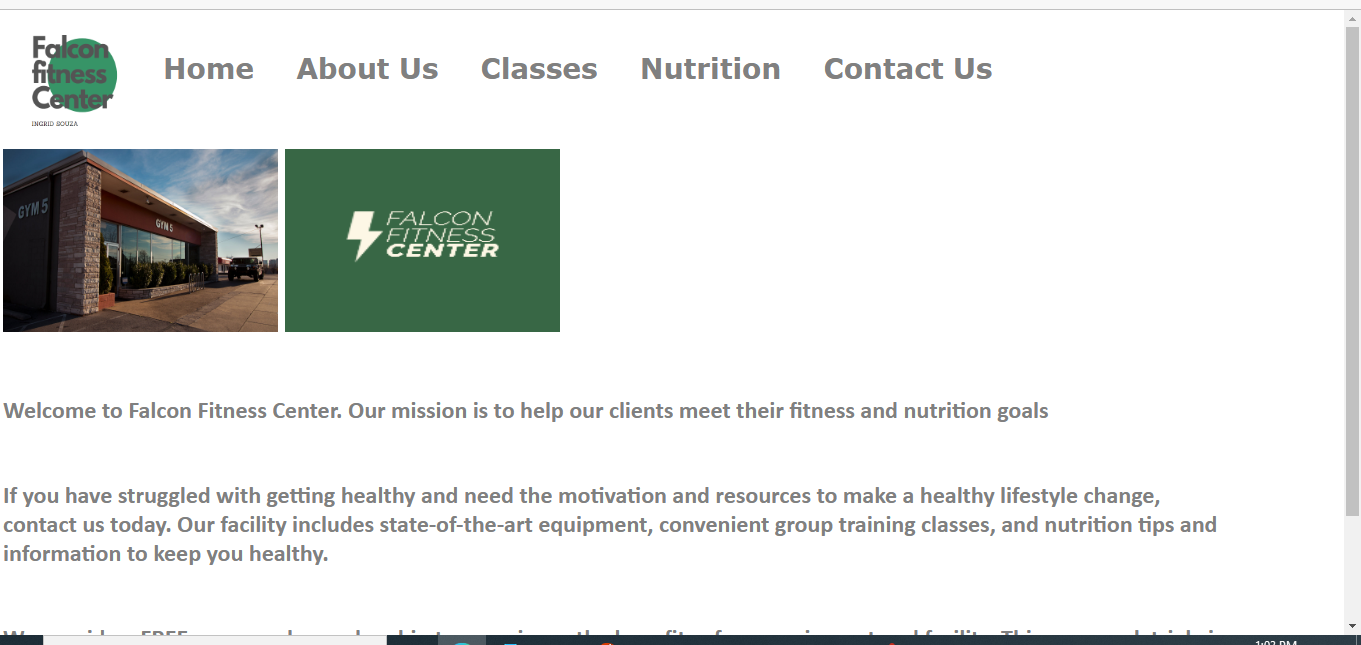 Falcon
fitness
Center
INGRID SOUZA
Home About Us Classes Nutrition Contact Us
GYM 5
GYM 5
FALCON
FITNESS
CENTER
Welcome to Falcon Fitness Center. Our mission is to help our clients meet their fitness and nutrition goals
If you have struggled with getting healthy and need the motivation and resources to make a healthy lifestyle change,
contact us today. Our facility includes state-of-the-art equipment, convenient group training classes, and nutrition tips and
information to keep you healthy.
FREE